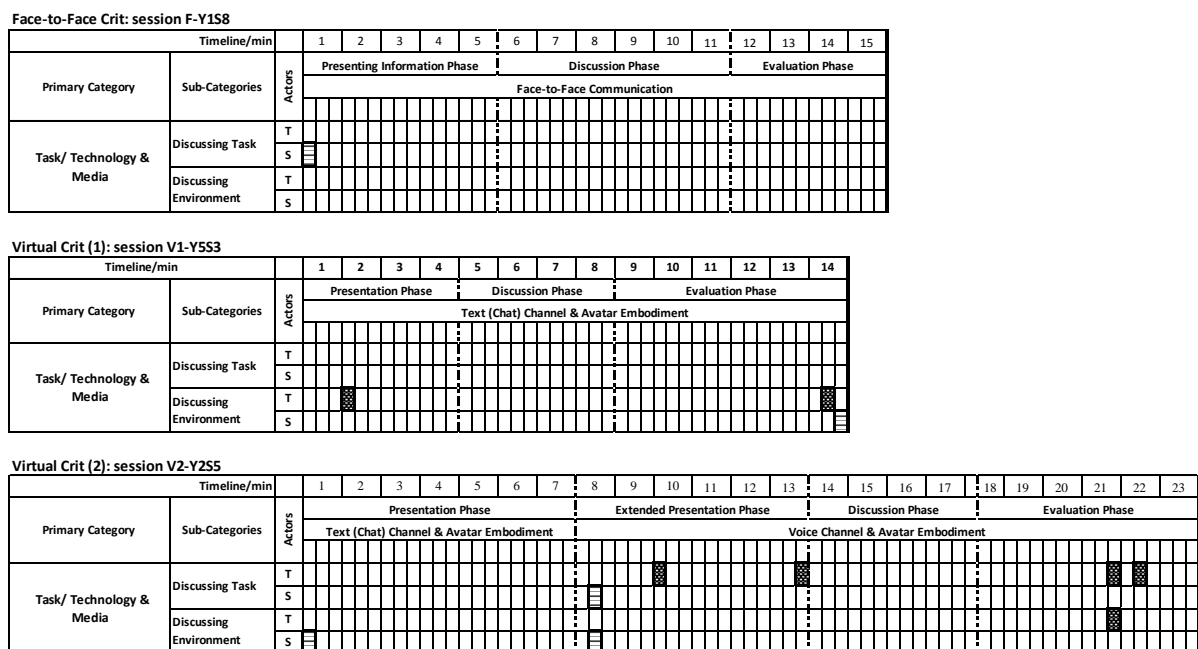 Face-to-Face Crit: session F-Y1S8
Timeline/min 1 2 3 4 5 6 7 8 9 10 11 12 13 14 15
Primary Category Sub-Categories Actors Presenting Information Phase Discussion Phase Evaluation Phase
Face-to-Face Communication
Task/ Technology & Media Discussing Task T
S
Discussing Environment T
S
Virtual Crit (1): session V1-Y5S3
Timeline/min 1 2 3 4 5 6 7 8 9 10 11 12 13 14
Primary Category Sub-Categories Actors Presentation Phase Discussion Phase Evaluation Phase
Text (Chat) Channel & Avatar Embodiment
Task/ Technology & Media Discussing Task T
S
Discussing Environment T
S
Virtual Crit (2): session V2-Y2S5
Timeline/min 1 2 3 4 5 6 7 8 9 10 11 12 13 14 15 16 17 18 19 20 21 22 23
Primary Category Sub-Categories Actors Presentation Phase Extended Presentation Phase Discussion Phase Evaluation Phase
Text (Chat) Channel & Avatar Embodiment Voice Channel & Avatar Embodiment
Task/ Technology & Media Discussing Task T
S
Discussing Environment T
S